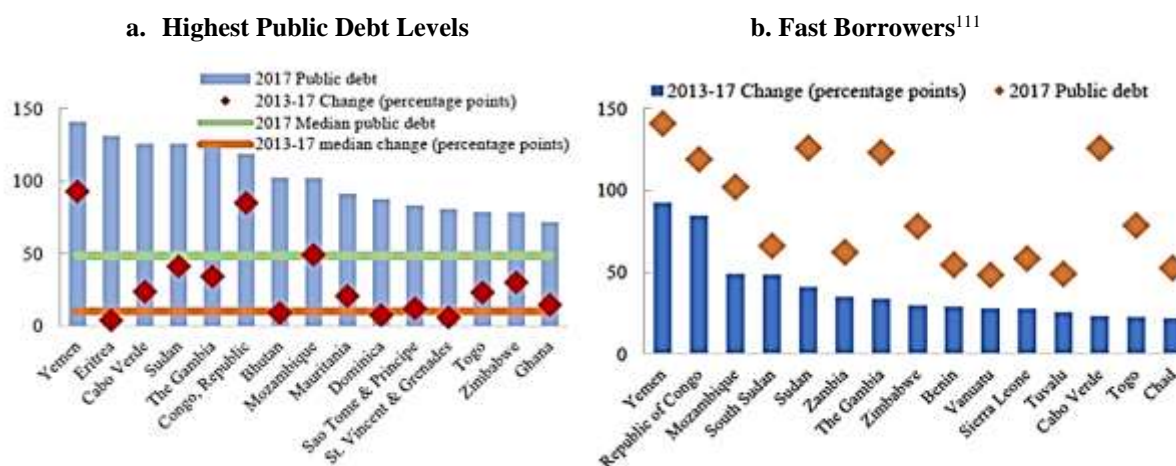 a. Highest Public Debt Levels
2017 Public debt
2013-17 Change (percentage points)
2017 Median public debt
2013-17 median change (percentage points)
150
100
50
0
Yemen
Eritrea
Cabo Verde
Sudan
The Gambia
Congo, Republic
Bhutan
Mozambique
Mauritania
Dominica
Sao Tome & Principe
St. Vincent & Grenades
Togo
Zimbabwe
Ghana
b. Fast Borrowers¹¹¹
2013-17 Change (percentage points)
2017 Public debt
150
100
50
0
Yemen
Republic of Congo
Mozambique
South Sudan
Sudan
Zambia
The Gambia
Zimbabwe
Benin
Vanuatu
Sierra Leone
Tuvalu
Cabo Verde
Togo
Chad